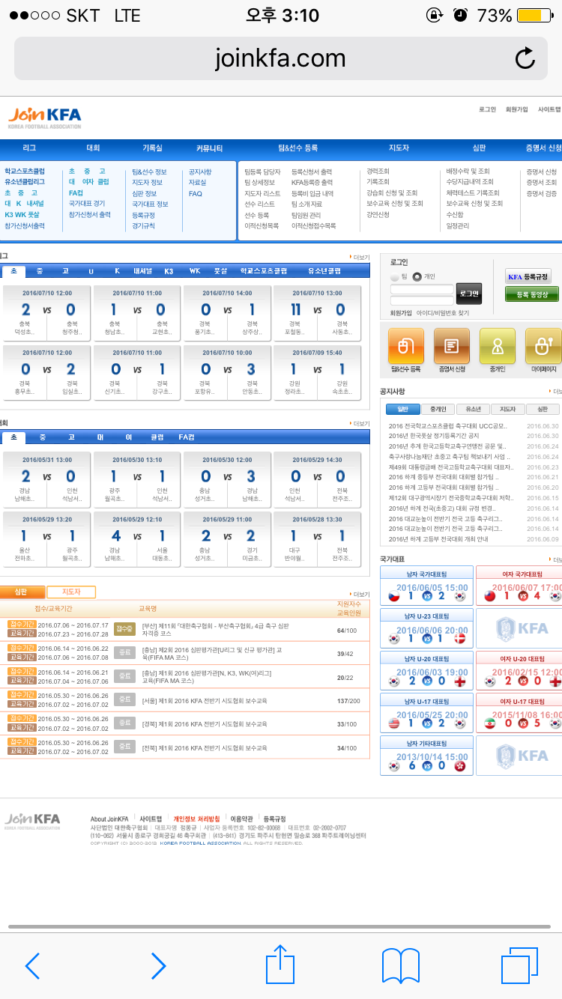 SKT LTE 오후 3:10 73%
joinkfa.com
Join KFA
KOREA FOOTBALL ASSOCIATION
로그인 회원가입 사이트맵
리그 대회 기록실 커뮤니티 팀&선수 등록 지도자 심판 증명서 신청
학교스포츠클럽 초 중 고 팀&선수 정보 공지사항 팀등록 담당자 등록신청서 출력 경력조회 배정수락 및 조회 증명서 신청
유소년클럽리그 대 여자 클럽 지도자 정보 자료실 팀 상세정보 KFA등록증 출력 기록조회 수당지급내역 조회 증명서 조회
초 중 고 FA컵 심판 정보 FAQ 지도자 리스트 등록비 입금 내역 강습회 신청 및 조회 체력테스트 기록조회 증명서 검증
대 K 내셔널 국가대표 경기 국가대표 정보 선수 리스트 팀 소개 자료 보수교육 신청 및 조회 보수교육 신청 및 조회
K3 WK 풋살 참가신청서 출력 등록규정 선수 등록 팀임원 관리 강연신청 수신함
참가신청서출력 경기규칙 이적신청목록 이적신청접수목록 일정관리
리그 더보기
초 중 고 U K 내셔널 K3 WK 풋살 학교스포츠클럽 유소년클럽
2016/07/10 12:00 2016/07/10 11:00 2016/07/10 14:00 2016/07/10 13:00
2 VS 0 1 VS 0 0 VS 1 11 VS 0
충북 충북 충북 충북 경북 경북 경북 경북
덕성초.. 청주청.. 청남초.. 교현초.. 풍기초.. 상주상.. 포철동.. 사동초..
2016/07/10 12:00 2016/07/10 11:00 2016/07/10 10:00 2016/07/09 15:40
0 VS 2 0 VS 1 0 VS 3 1 VS 1
경북 경북 경북 경북 경북 경북 강원 강원
흥무초.. 입실초.. 신기초.. 강구초.. 포항유.. 안동초.. 정라초.. 속초초..
대회 더보기
초 중 고 대 여 클럽 FA컵
2016/05/31 13:00 2016/05/30 13:10 2016/05/30 12:00 2016/05/29 14:30
2 VS 0 1 VS 1 0 VS 3 0 VS 0
경남 인천 광주 인천 충남 경남 인천 전북
남해초.. 석남서.. 월곡초.. 석남서.. 성거초.. 남해초.. 석남서.. 전주조..
2016/05/29 13:20 2016/05/29 12:10 2016/05/29 11:00 2016/05/28 13:30
1 VS 1 4 VS 1 2 VS 2 1 VS 1
울산 광주 경남 서울 충남 경기 대구 전북
전하초.. 월곡초.. 남해초.. 대동초.. 성거초.. 미금초.. 반야월.. 전주조..
심판 지도자 더보기
접수/교육기간 교육명 지원자수
교육인원
접수기간 2016.07.06 ~ 2016.07.17 접수중 [부산] 제11회 「대한축구협회 - 부산축구협회」 4급 축구 심판 64/100
교육기간 2016.07.23 ~ 2016.07.28 자격증 코스
접수기간 2016.06.14 ~ 2016.06.22 종료 [충남] 제2회 2016 심판평가관[U리그 및 신규 평가관] 교 39/42
교육기간 2016.07.06 ~ 2016.07.08 육(FIFA MA 코스)
접수기간 2016.06.14 ~ 2016.06.21 종료 [충남] 제1회 2016 심판평가관[N, K3, WK(여)리그] 20/22
교육기간 2016.07.04 ~ 2016.07.06 교육(FIFA MA 코스)
접수기간 2016.05.30 ~ 2016.06.26 종료 [서울] 제1회 2016 KFA 전반기 시도협회 보수교육 137/200
교육기간 2016.07.02 ~ 2016.07.02
접수기간 2016.05.30 ~ 2016.06.26 종료 [경북] 제1회 2016 KFA 전반기 시도협회 보수교육 33/100
교육기간 2016.07.02 ~ 2016.07.02
접수기간 2016.05.30 ~ 2016.06.26 종료 [전북] 제1회 2016 KFA 전반기 시도협회 보수교육 34/100
교육기간 2016.07.02 ~ 2016.07.02
로그인
팀 개인
로그인
회원가입 아이디/비밀번호 찾기
KFA 등록규정
등록 동영상
팀&선수 등록 증명서 신청 중개인 마이페이지
공지사항 더보
일반 중개인 유소년 지도자 심판
2016 전국학교스포츠클럽 축구대회 UCC공모.. 2016.06.30
2016년 한국풋살 정기등록기간 공지 2016.06.30
2016년 추계 한국고등학교축구연맹전 공문 및.. 2016.06.24
축구사랑나눔재단 초중고 축구팀 책보내기 사업 .. 2016.06.24
제49회 대통령금배 전국고등학교축구대회 대표자.. 2016.06.23
2016 하계 중등부 전국대회 대회별 참가팀 .. 2016.06.21
2016 하계 고등부 전국대회 대회별 참가팀 .. 2016.06.20
제12회 대구광역시장기 전국중학교축구대회 저학.. 2016.06.15
2016년 하계 전국(초중고) 대회 규정 변경.. 2016.06.14
2016 대교눈높이 전반기 전국 고등 축구리그.. 2016.06.14
2016 대교눈높이 전반기 전국 고등 축구리그.. 2016.06.14
2016년 하계 고등부 전국대회 개최 안내 2016.06.09
국가대표 더보
남자 국가대표팀 여자 국가대표팀
2016/06/05 15:00 2016/06/07 17:00
1 VS 2 1 VS 4
남자 U-23 대표팀
2016/06/06 20:00 KFA
1 VS 1
남자 U-20 대표팀 여자 U-20 대표팀
2016/06/03 19:00 2016/02/15 12:00
2 VS 0 2 VS 0
남자 U-17 대표팀 여자 U-17 대표팀
2016/05/25 20:00 2015/11/08 16:00
1 VS 2 0 VS 5
남자 기타대표팀
2013/10/14 15:00 KFA
6 VS 0
Join KFA
KOREA FOOTBALL ASSOCIATION
About JoinKFA 사이트맵 개인정보 처리방침 이용약관 등록규정
사단법인 대한축구협회 | 대표자명 정몽규 | 사업자 등록번호 102-82-00068 | 대표번호 02-2002-0707
(110-062) 서울시 종로구 경희궁길 46 축구회관 | (413-841) 경기도 파주시 탄현면 필승로 368 파주트레이닝센터
COPYRIGHT (C) 2000-2012 KOREA FOOTBALL ASSOCIATION. ALL RIGHTS RESERVED.